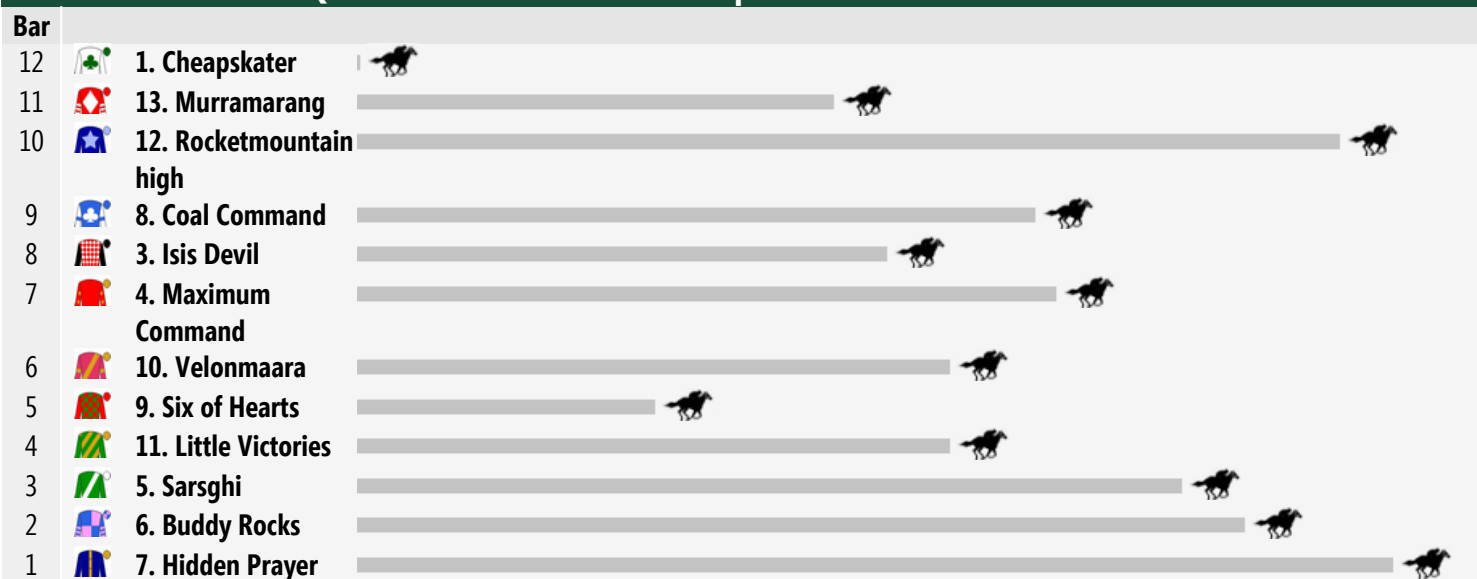 Bar
12 1. Cheapskater
11 13. Murramarang
10 12. Rocketmountain
high
9 8. Coal Command
8 3. Isis Devil
7 4. Maximum
Command
6 10. Velonmaara
5 9. Six of Hearts
4 11. Little Victories
3 5. Sarsghi
2 6. Buddy Rocks
1 7. Hidden Prayer